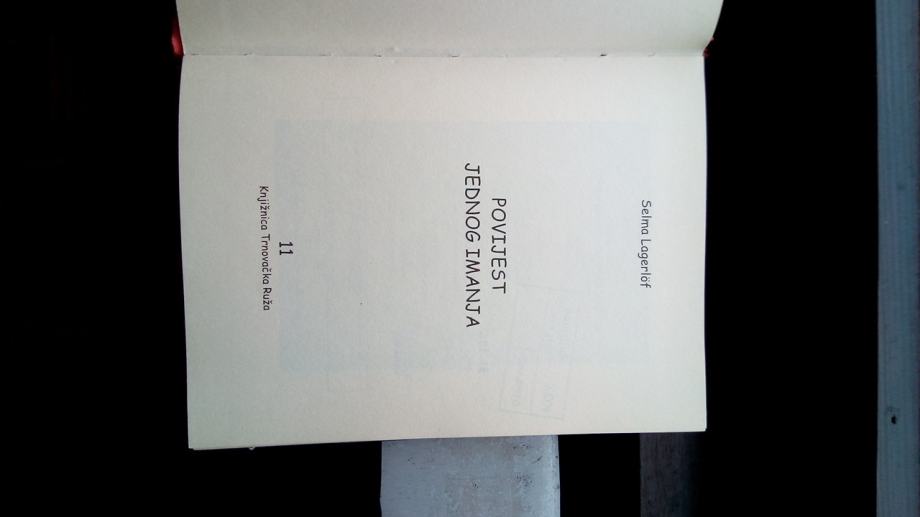 Selma Lagerlöf
POVIJEST
JEDNOG IMANJA
11
Knjižnica Trnovačka Ruža